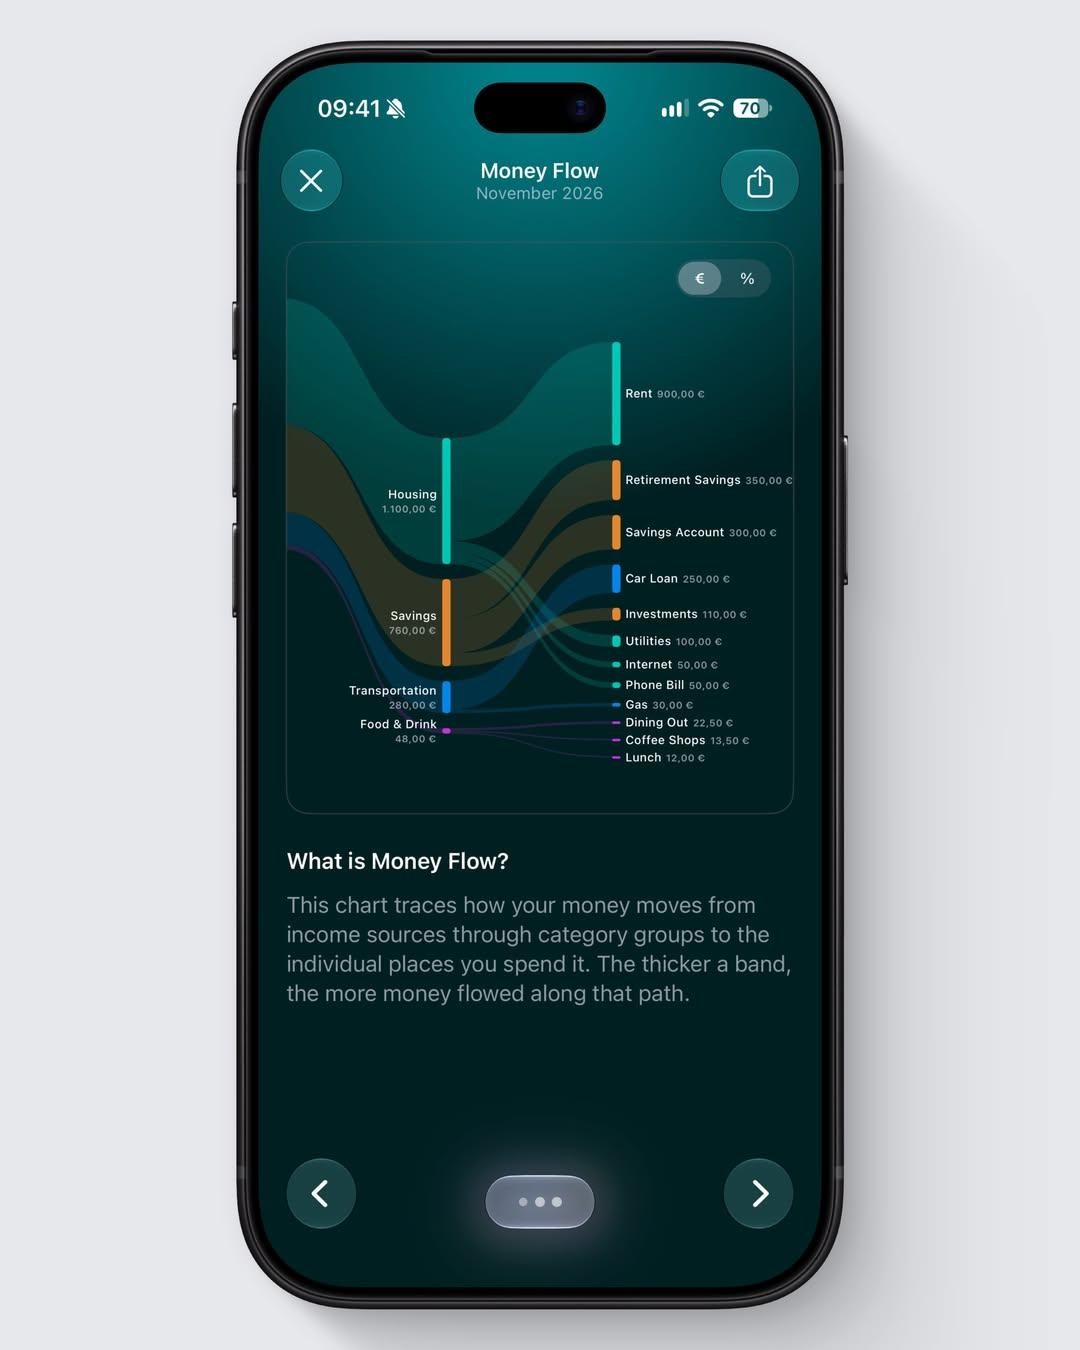 09:41
70
Money Flow
November 2026
€ %
Rent 900,00 €
Retirement Savings 350,00 €
Housing
1.100,00 €
Savings Account 300,00 €
Car Loan 250,00 €
Investments 110,00 €
Savings
760,00 €
Utilities 100,00 €
Internet 50,00 €
Phone Bill 50,00 €
Transportation
280,00 €
Gas 30,00 €
Food & Drink
48,00 €
Dining Out 22,50 €
Coffee Shops 13,50 €
Lunch 12,00 €
What is Money Flow?
This chart traces how your money moves from
income sources through category groups to the
individual places you spend it. The thicker a band,
the more money flowed along that path.